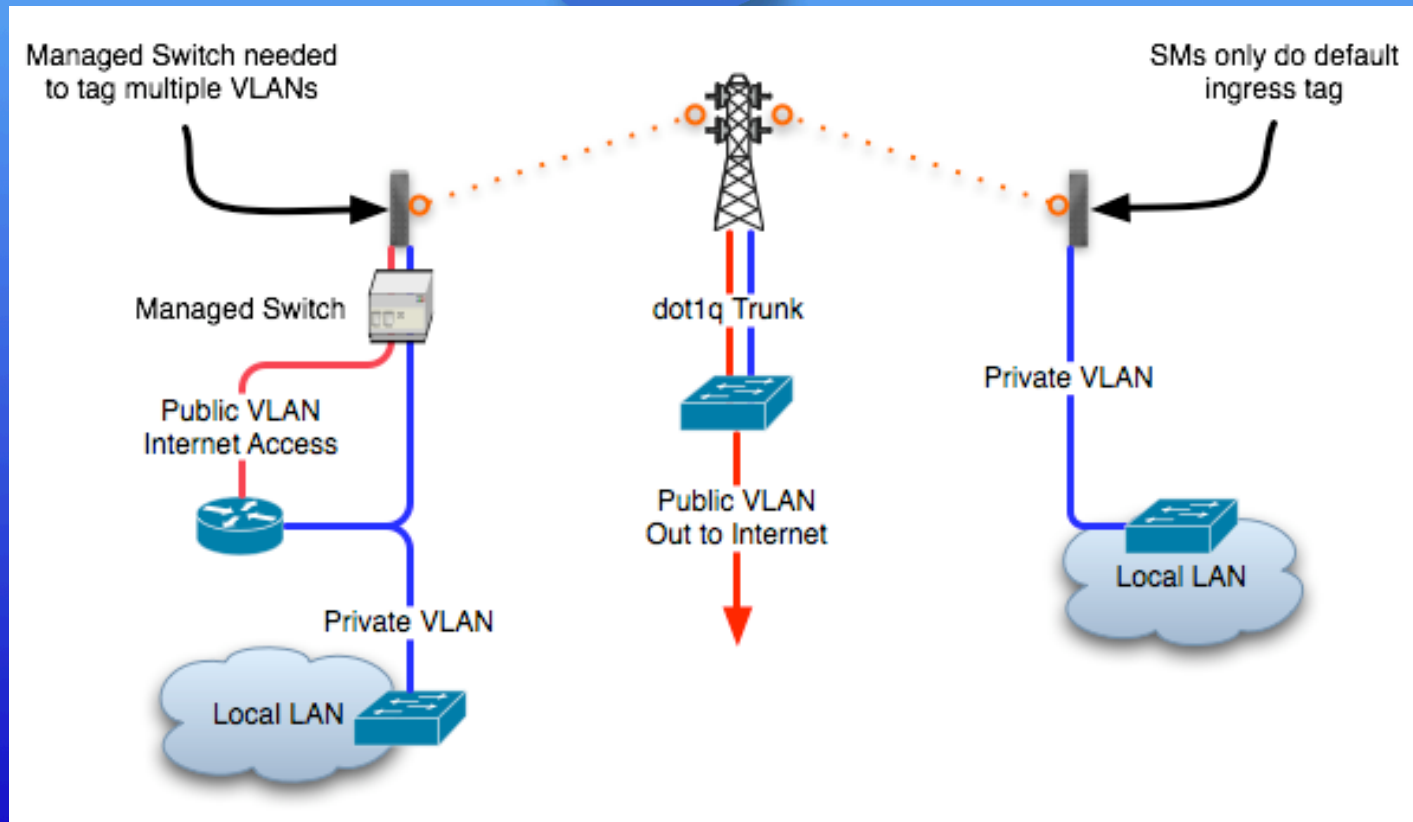 Managed Switch needed
to tag multiple VLANs
SMs only do default
ingress tag
Managed Switch
dot1q Trunk
Public VLAN
Internet Access
Private VLAN
Public VLAN
Out to Internet
Local LAN
Private VLAN
Local LAN